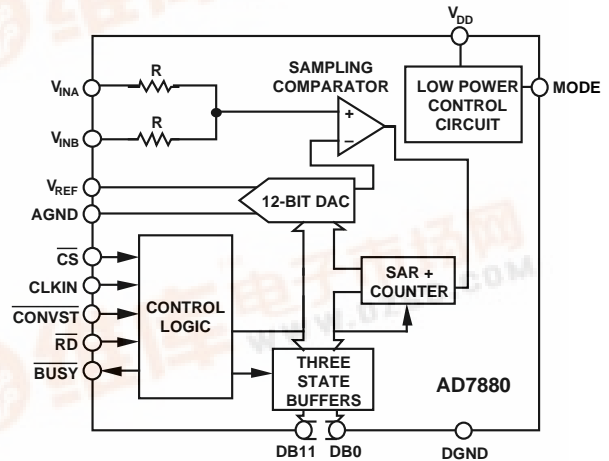 VDD
SAMPLING
COMPARATOR
LOW POWER
CONTROL
CIRCUIT
MODE
VINA
R
VINB
R
+
−
VREF
AGND
12-BIT DAC
CS
CLKIN
CONVST
RD
BUSY
CONTROL
LOGIC
SAR +
COUNTER
THREE
STATE
BUFFERS
AD7880
DB11 DB0
DGND